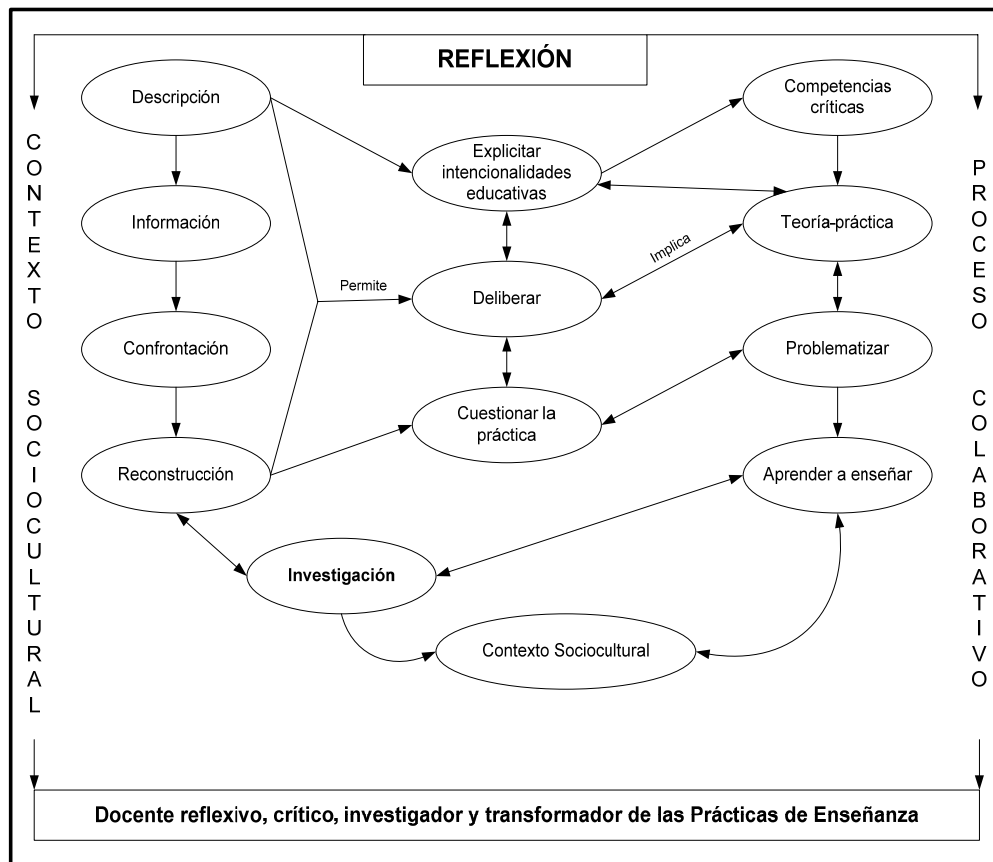 REFLEXIÓN
Descripción
Competencias
críticas
Explicitar
intencionalidades
educativas
Información
Teoría-práctica
Implica
Permite
Deliberar
Confrontación
Problematizar
Cuestionar la
práctica
Reconstrucción
Aprender a enseñar
Investigación
Contexto Sociocultural
CONTEXTO SOCIOCULTURAL
PROCESO COLABORATIVO
Docente reflexivo, crítico, investigador y transformador de las Prácticas de Enseñanza